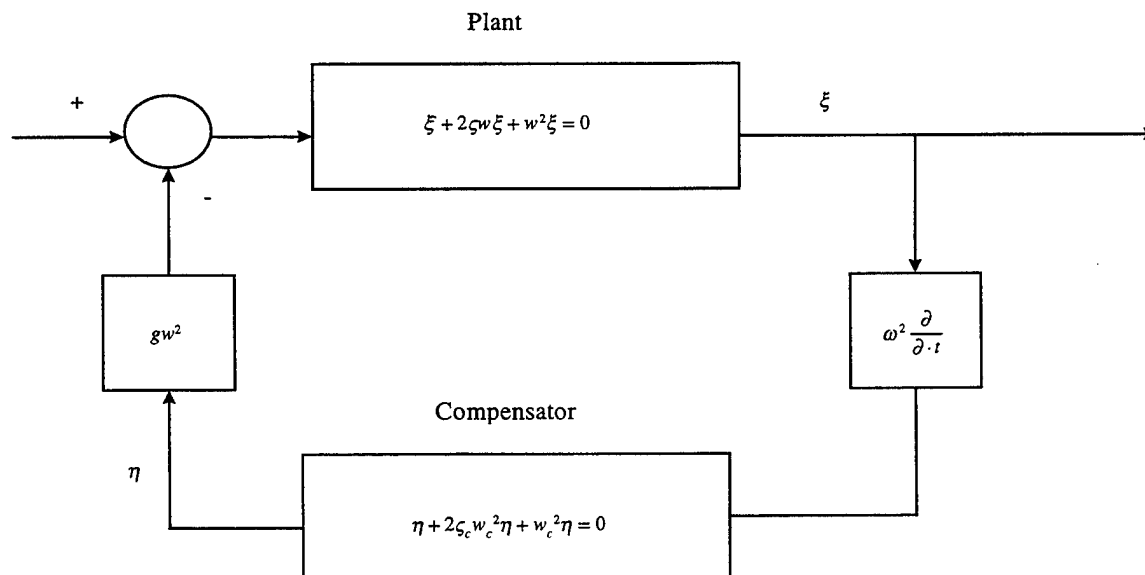 Plant
+
ξ + 2ςwξ + w²ξ = 0
ξ
-
gw²
ω² ∂/∂·t
Compensator
η
η + 2ς_c w_c²η + w_c²η = 0